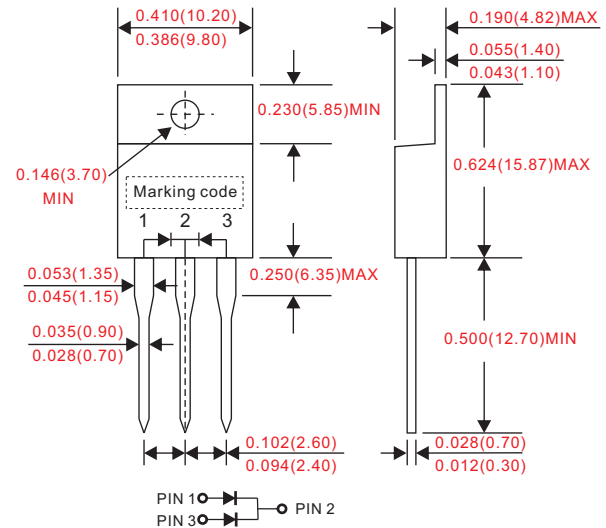 0.410(10.20)
0.386(9.80)
0.190(4.82)MAX
0.055(1.40)
0.043(1.10)
0.230(5.85)MIN
0.146(3.70)
MIN
0.624(15.87)MAX
Marking code
1 2 3
0.053(1.35)
0.045(1.15)
0.250(6.35)MAX
0.035(0.90)
0.028(0.70)
0.500(12.70)MIN
0.102(2.60)
0.094(2.40)
0.028(0.70)
0.012(0.30)
PIN 1
PIN 2
PIN 3